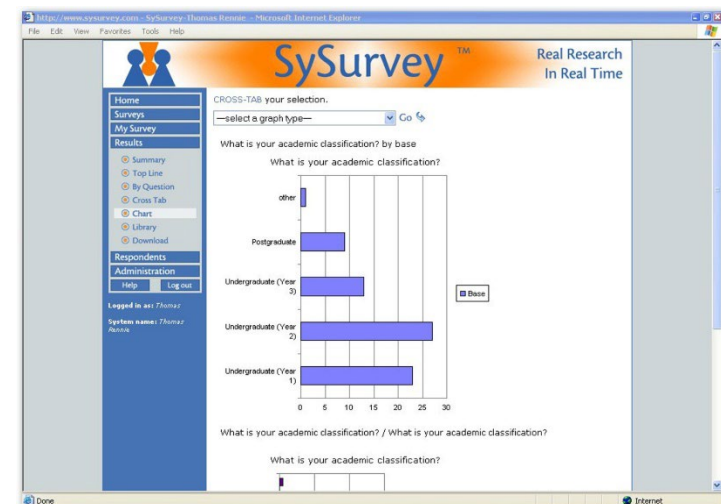 http://www.sysurvey.com - SySurvey-Thomas Rennie - Microsoft Internet Explorer
File Edit View Favorites Tools Help
SySurvey ™
Real Research
In Real Time
Home
Surveys
My Survey
Results
Summary
Top Line
By Question
Cross Tab
Chart
Library
Download
Respondents
Administration
Help Log out
Logged in as: Thomas
System name: Thomas
Rennie
CROSS-TAB your selection.
—select a graph type— Go
What is your academic classification? by base
What is your academic classification?
other
Postgraduate
Undergraduate (Year
3)
Undergraduate (Year
2)
Undergraduate (Year
1)
0 5 10 15 20 25 30
Base
What is your academic classification? / What is your academic classification?
What is your academic classification?
Done Internet